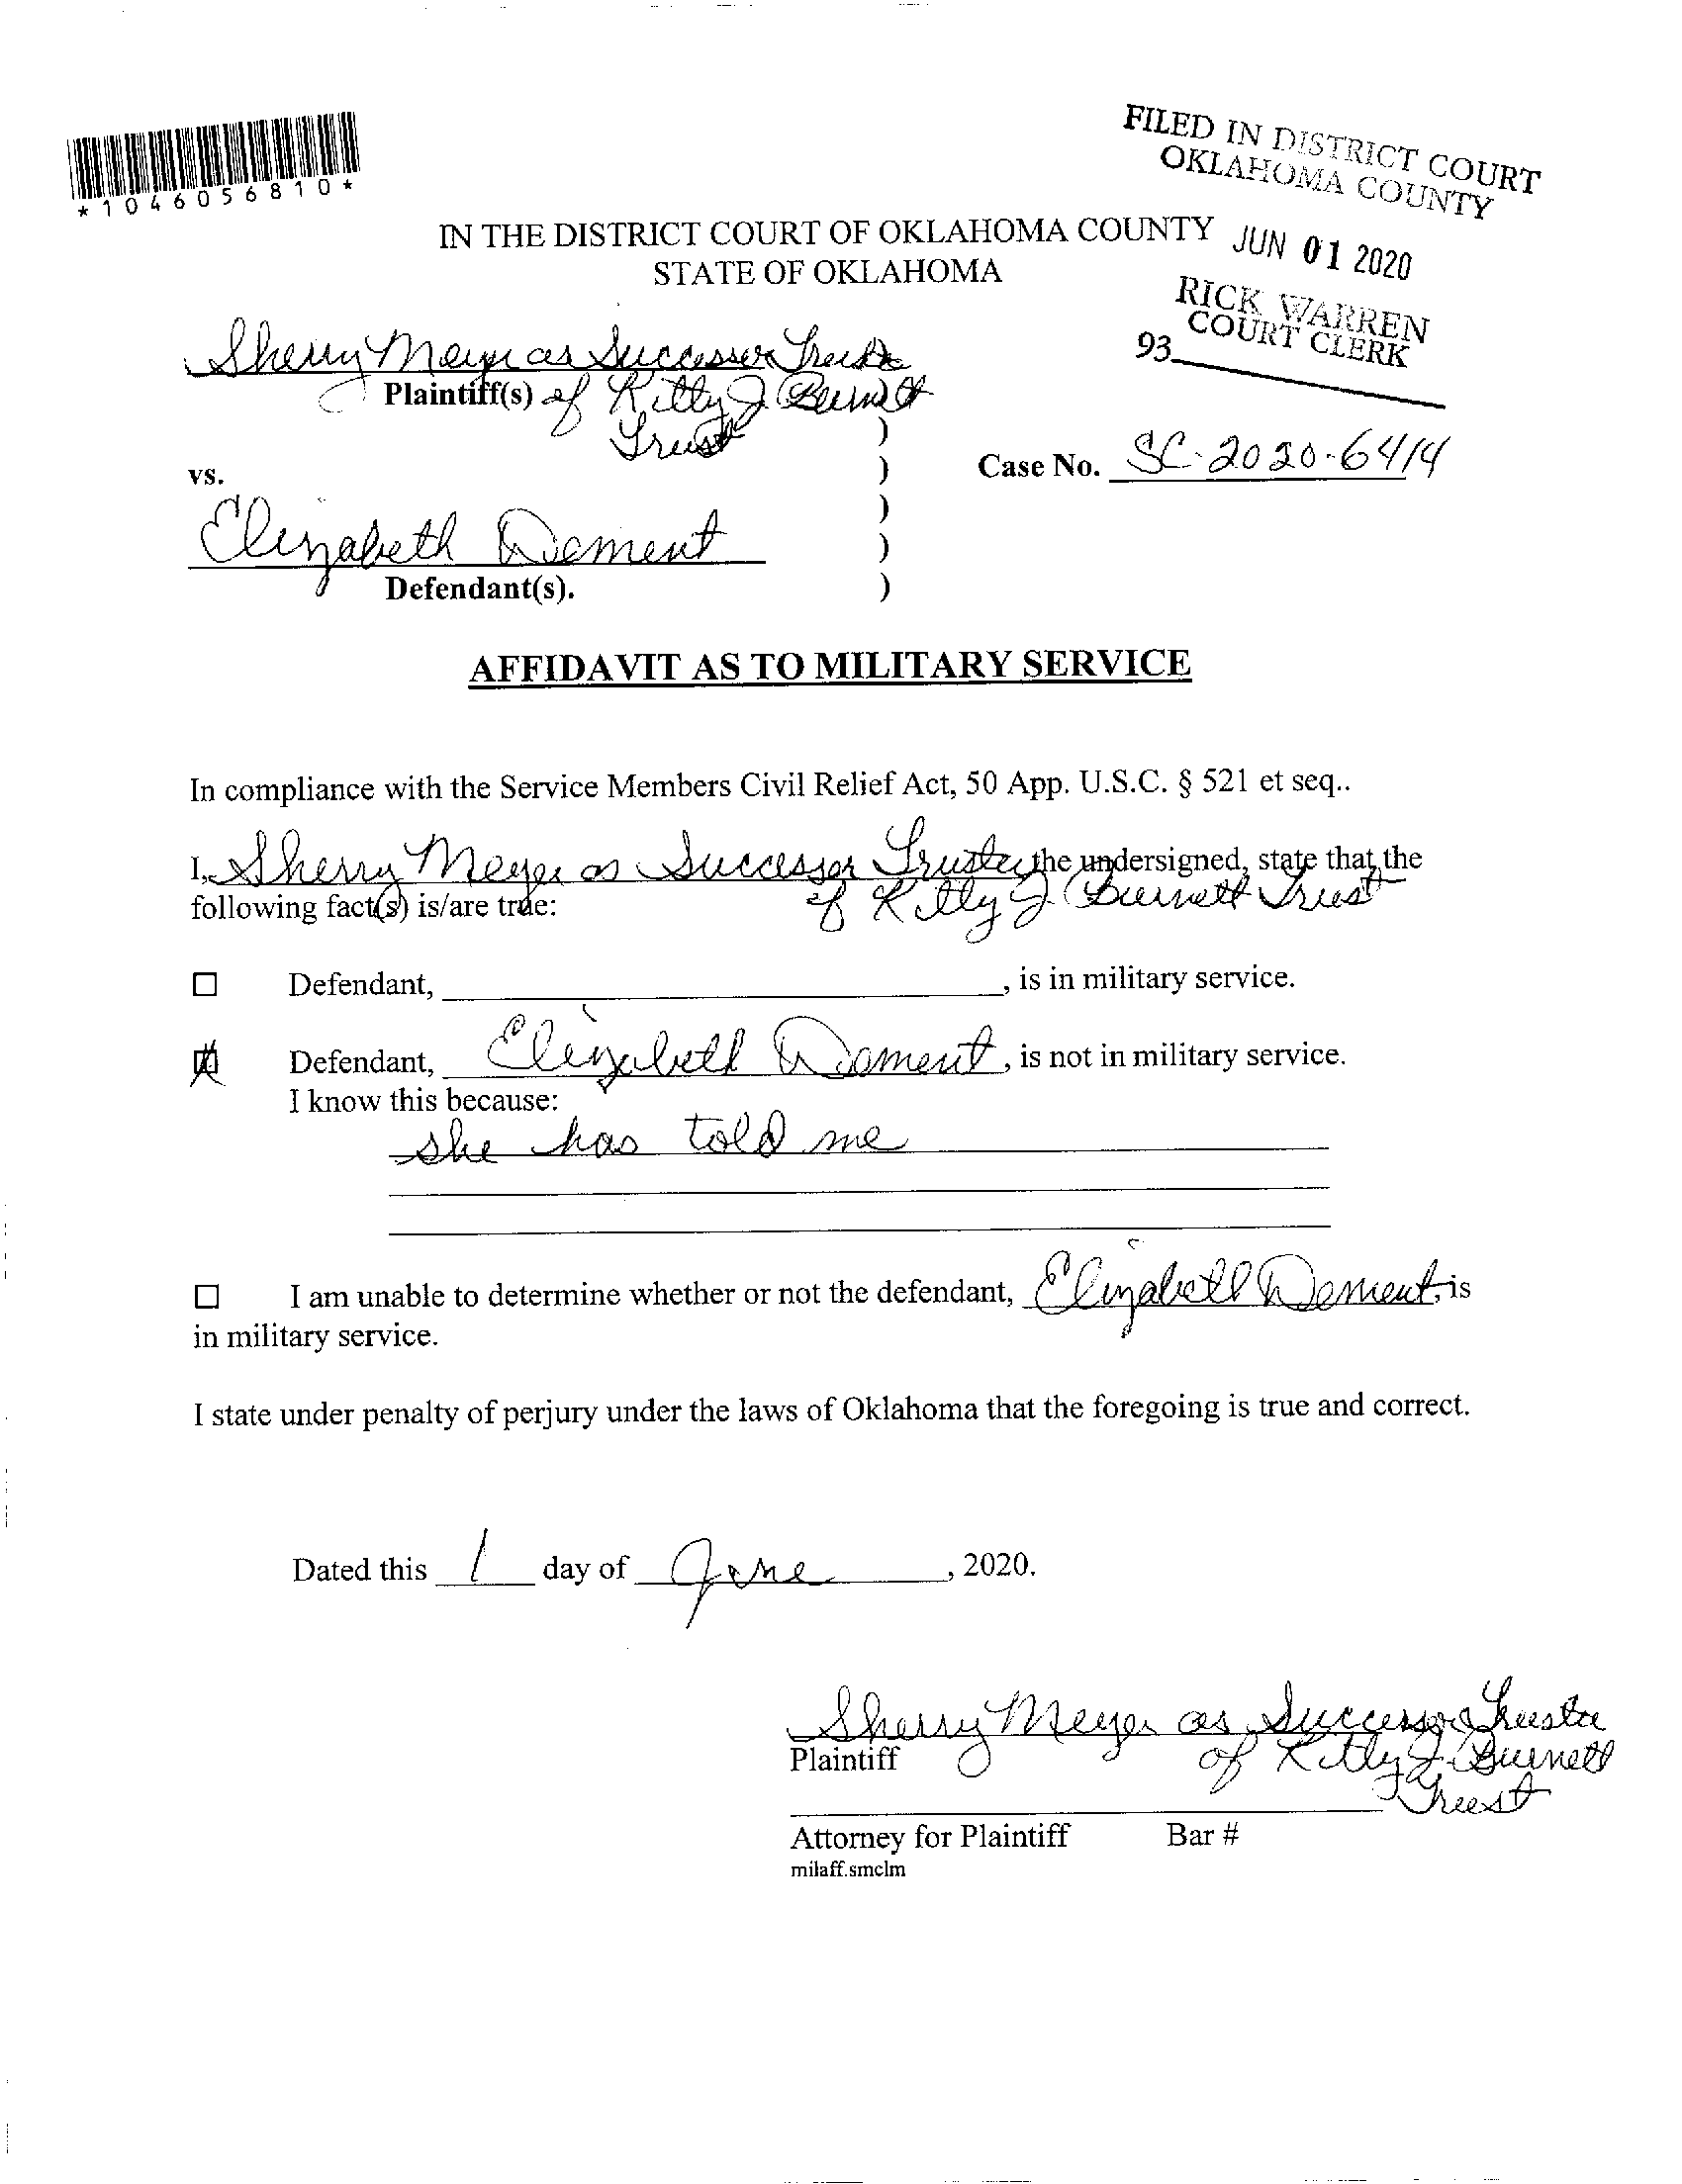 *1046056810*
FILED IN DISTRICT COURT
OKLAHOMA COUNTY
JUN 01 2020
RICK WARREN
COURT CLERK
93
IN THE DISTRICT COURT OF OKLAHOMA COUNTY
STATE OF OKLAHOMA
Sherry Meyer as Successor Trustee
Plaintiff(s) of Kitty J Burnett
Trust
)
vs.
)
Case No. SC-2020-6414
)
Elizabeth Dement
)
Defendant(s).
)
AFFIDAVIT AS TO MILITARY SERVICE
In compliance with the Service Members Civil Relief Act, 50 App. U.S.C. § 521 et seq..
I, Sherry Meyer as Successor Trustee, the undersigned, state that the
following fact(s) is/are true: of Kitty J Burnett Trust
☐ Defendant, , is in military service.
☒ Defendant, Elizabeth Dement, is not in military service.
I know this because:
she has told me
☐ I am unable to determine whether or not the defendant, Elizabeth Dement, is
in military service.
I state under penalty of perjury under the laws of Oklahoma that the foregoing is true and correct.
Dated this 1 day of June, 2020.
Sherry Meyer as Successor Trustee
Plaintiff of Kitty J. Burnett
Trust
Attorney for Plaintiff Bar #
milaff.smclm